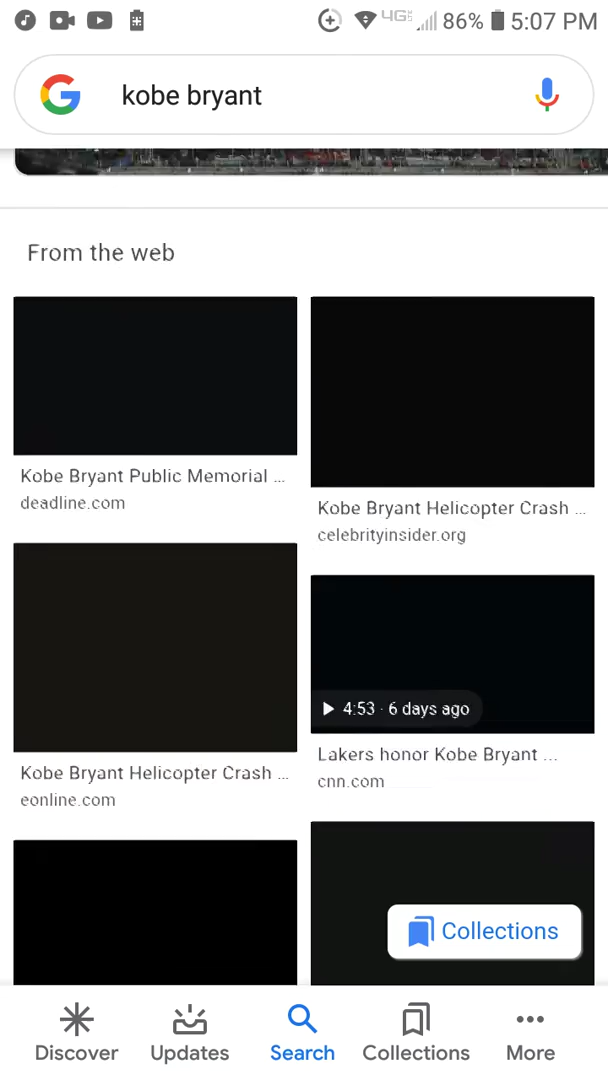 4G 86% 5:07 PM
kobe bryant
From the web
Kobe Bryant Public Memorial ...
deadline.com
Kobe Bryant Helicopter Crash ...
celebrityinsider.org
Kobe Bryant Helicopter Crash ...
eonline.com
4:53 · 6 days ago
Lakers honor Kobe Bryant ...
cnn.com
Collections
Discover Updates Search Collections More